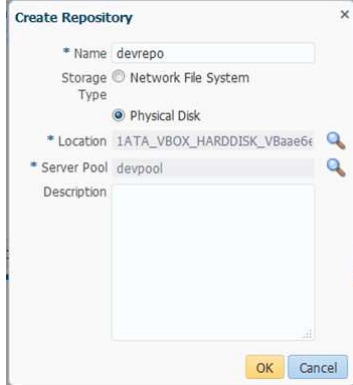 Create Repository
* Name devrepo
Storage Type Network File System
Physical Disk
* Location 1ATA_VBOX_HARDDISK_VBaae6e
* Server Pool devpool
Description
OK Cancel